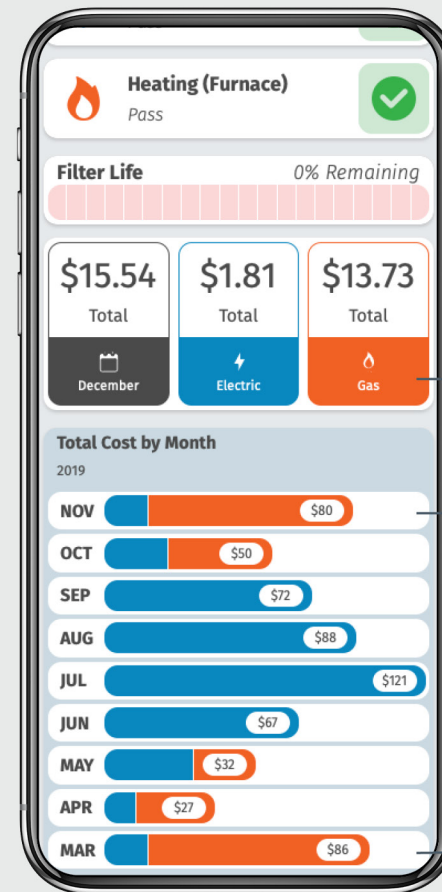 Heating (Furnace)
Pass
Filter Life 0% Remaining
$15.54 $1.81 $13.73
Total Total Total
December Electric Gas
Total Cost by Month
2019
NOV $80
OCT $50
SEP $72
AUG $88
JUL $121
JUN $67
MAY $32
APR $27
MAR $86